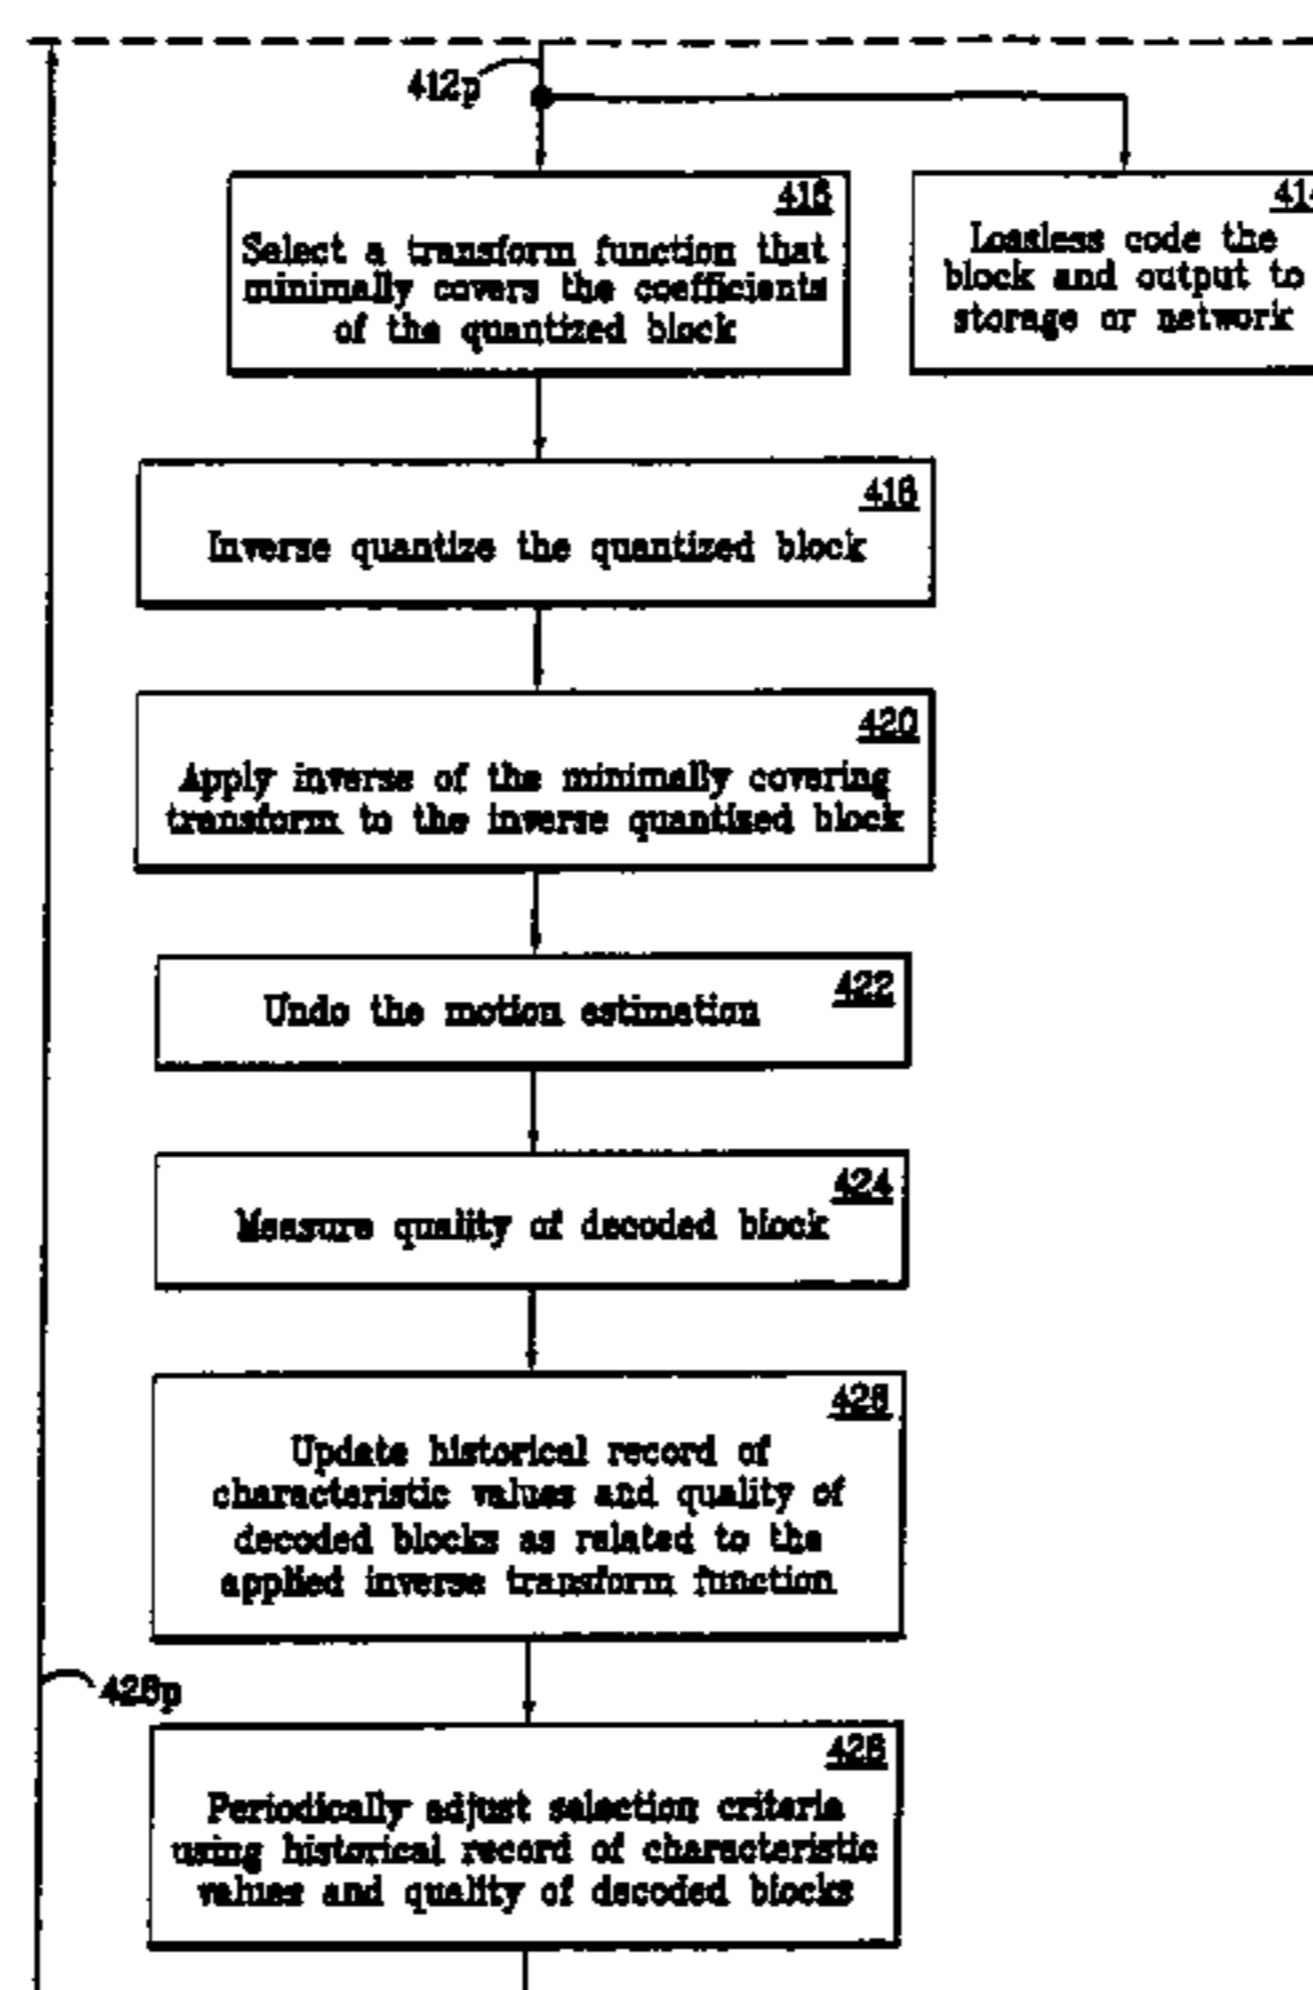 412p
416
Select a transform function that
minimally covers the coefficients
of the quantized block
414
Lossless code the
block and output to
storage or network
418
Inverse quantize the quantized block
420
Apply inverse of the minimally covering
transform to the inverse quantized block
422
Undo the motion estimation
424
Measure quality of decoded block
426
Update historical record of
characteristic values and quality of
decoded blocks as related to the
applied inverse transform function
428p
428
Periodically adjust selection criteria
using historical record of characteristic
values and quality of decoded blocks